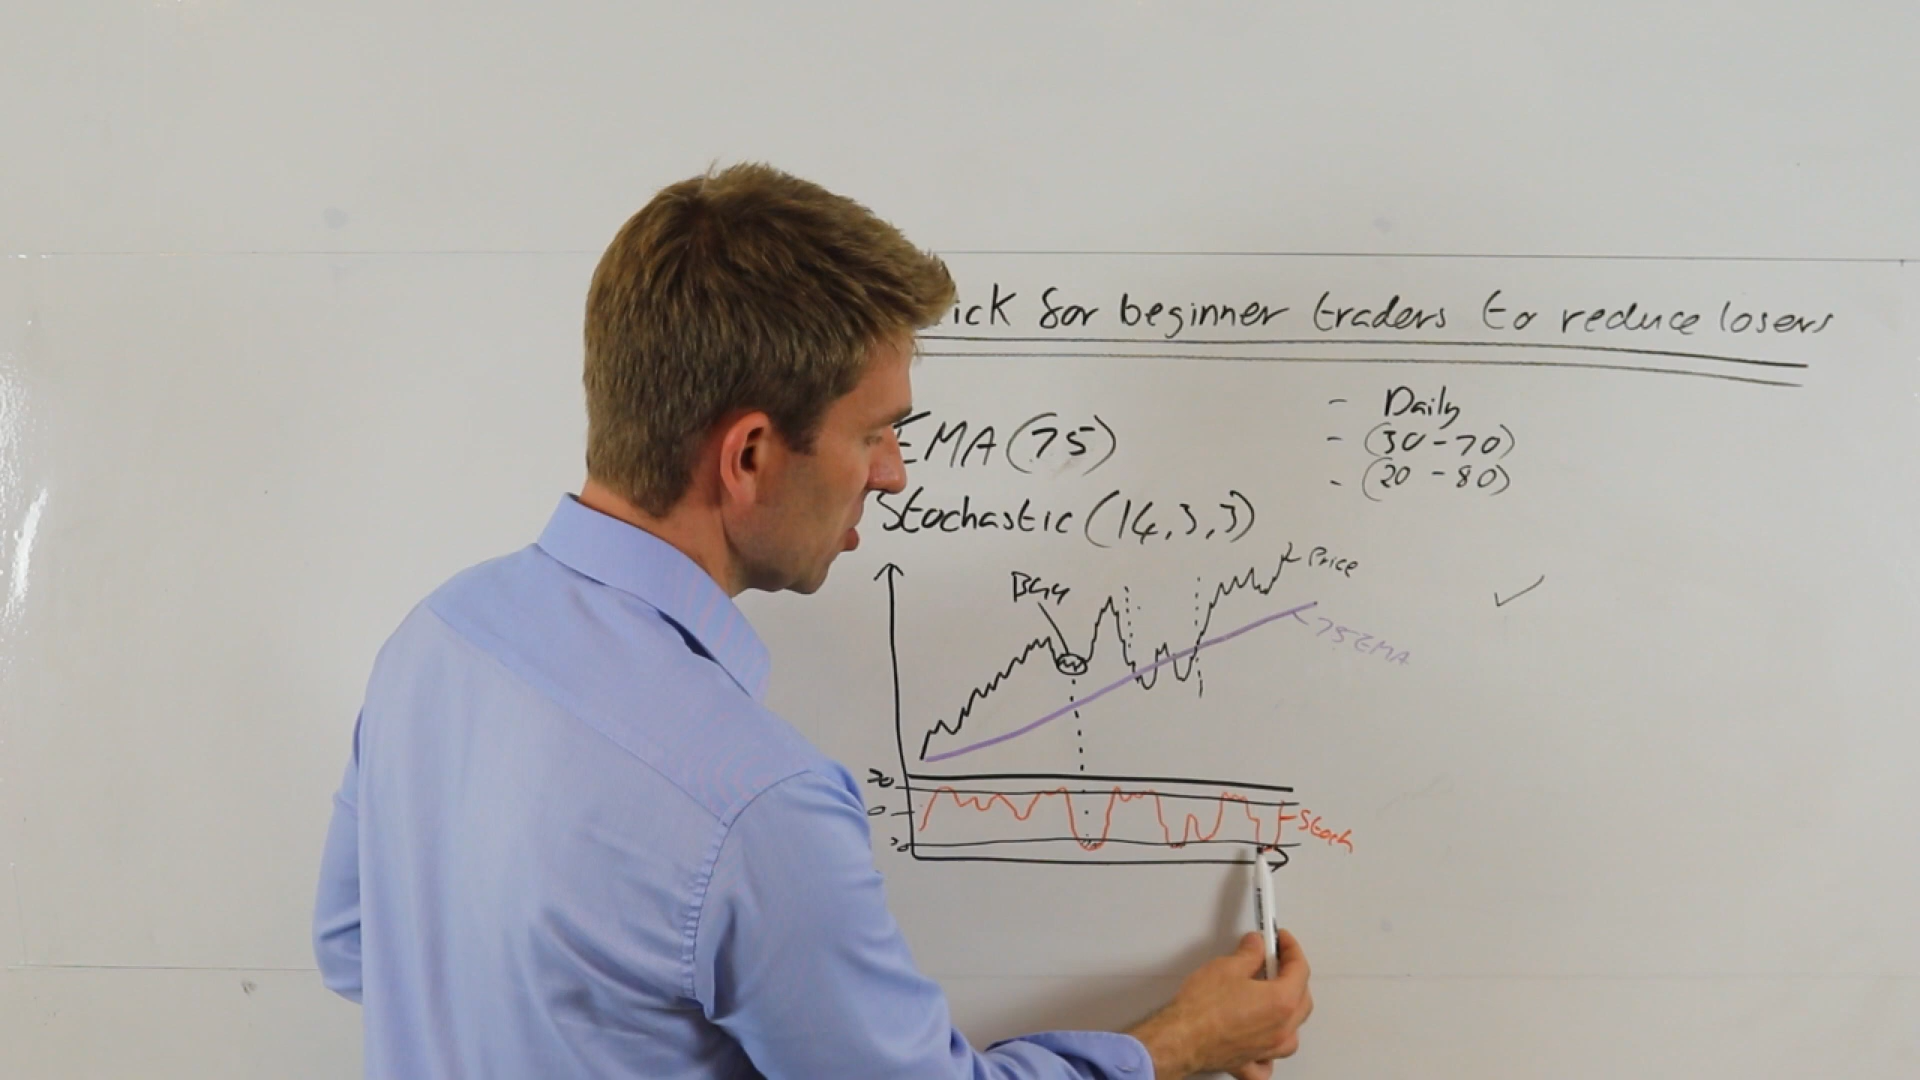 ick for beginner traders to reduce losers
EMA (75)
Stochastic (14,3,3)
- Daily
- (30-70)
- (20-80)
Buy
Price
75EMA
Stoch